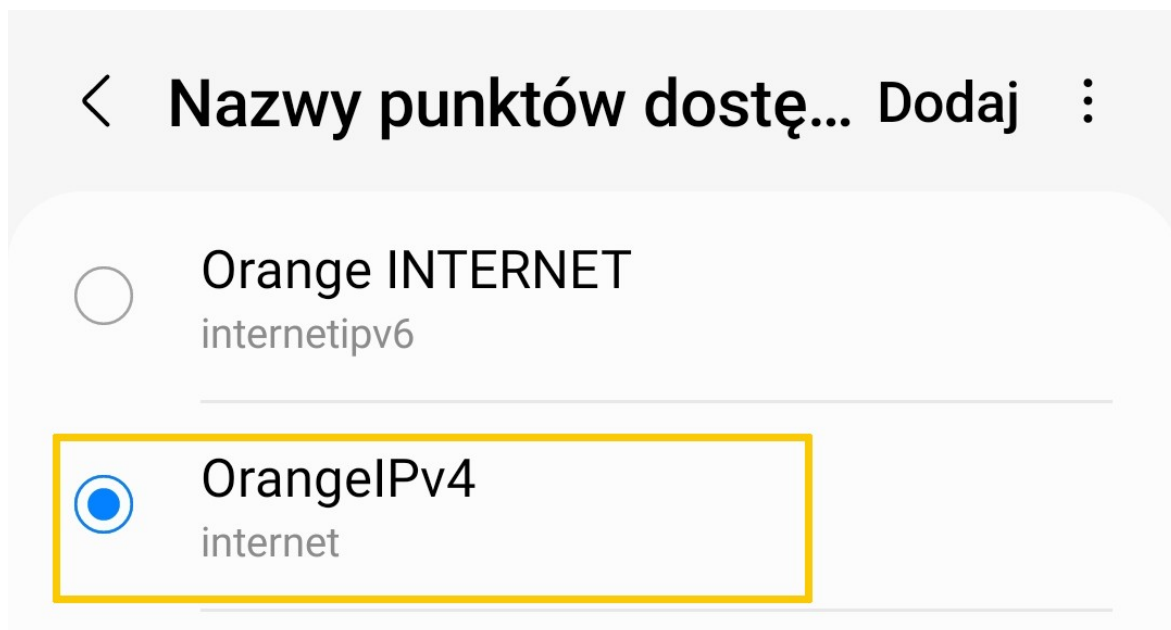 Nazwy punktów dostę... Dodaj
Orange INTERNET
internetipv6
OrangeIPv4
internet